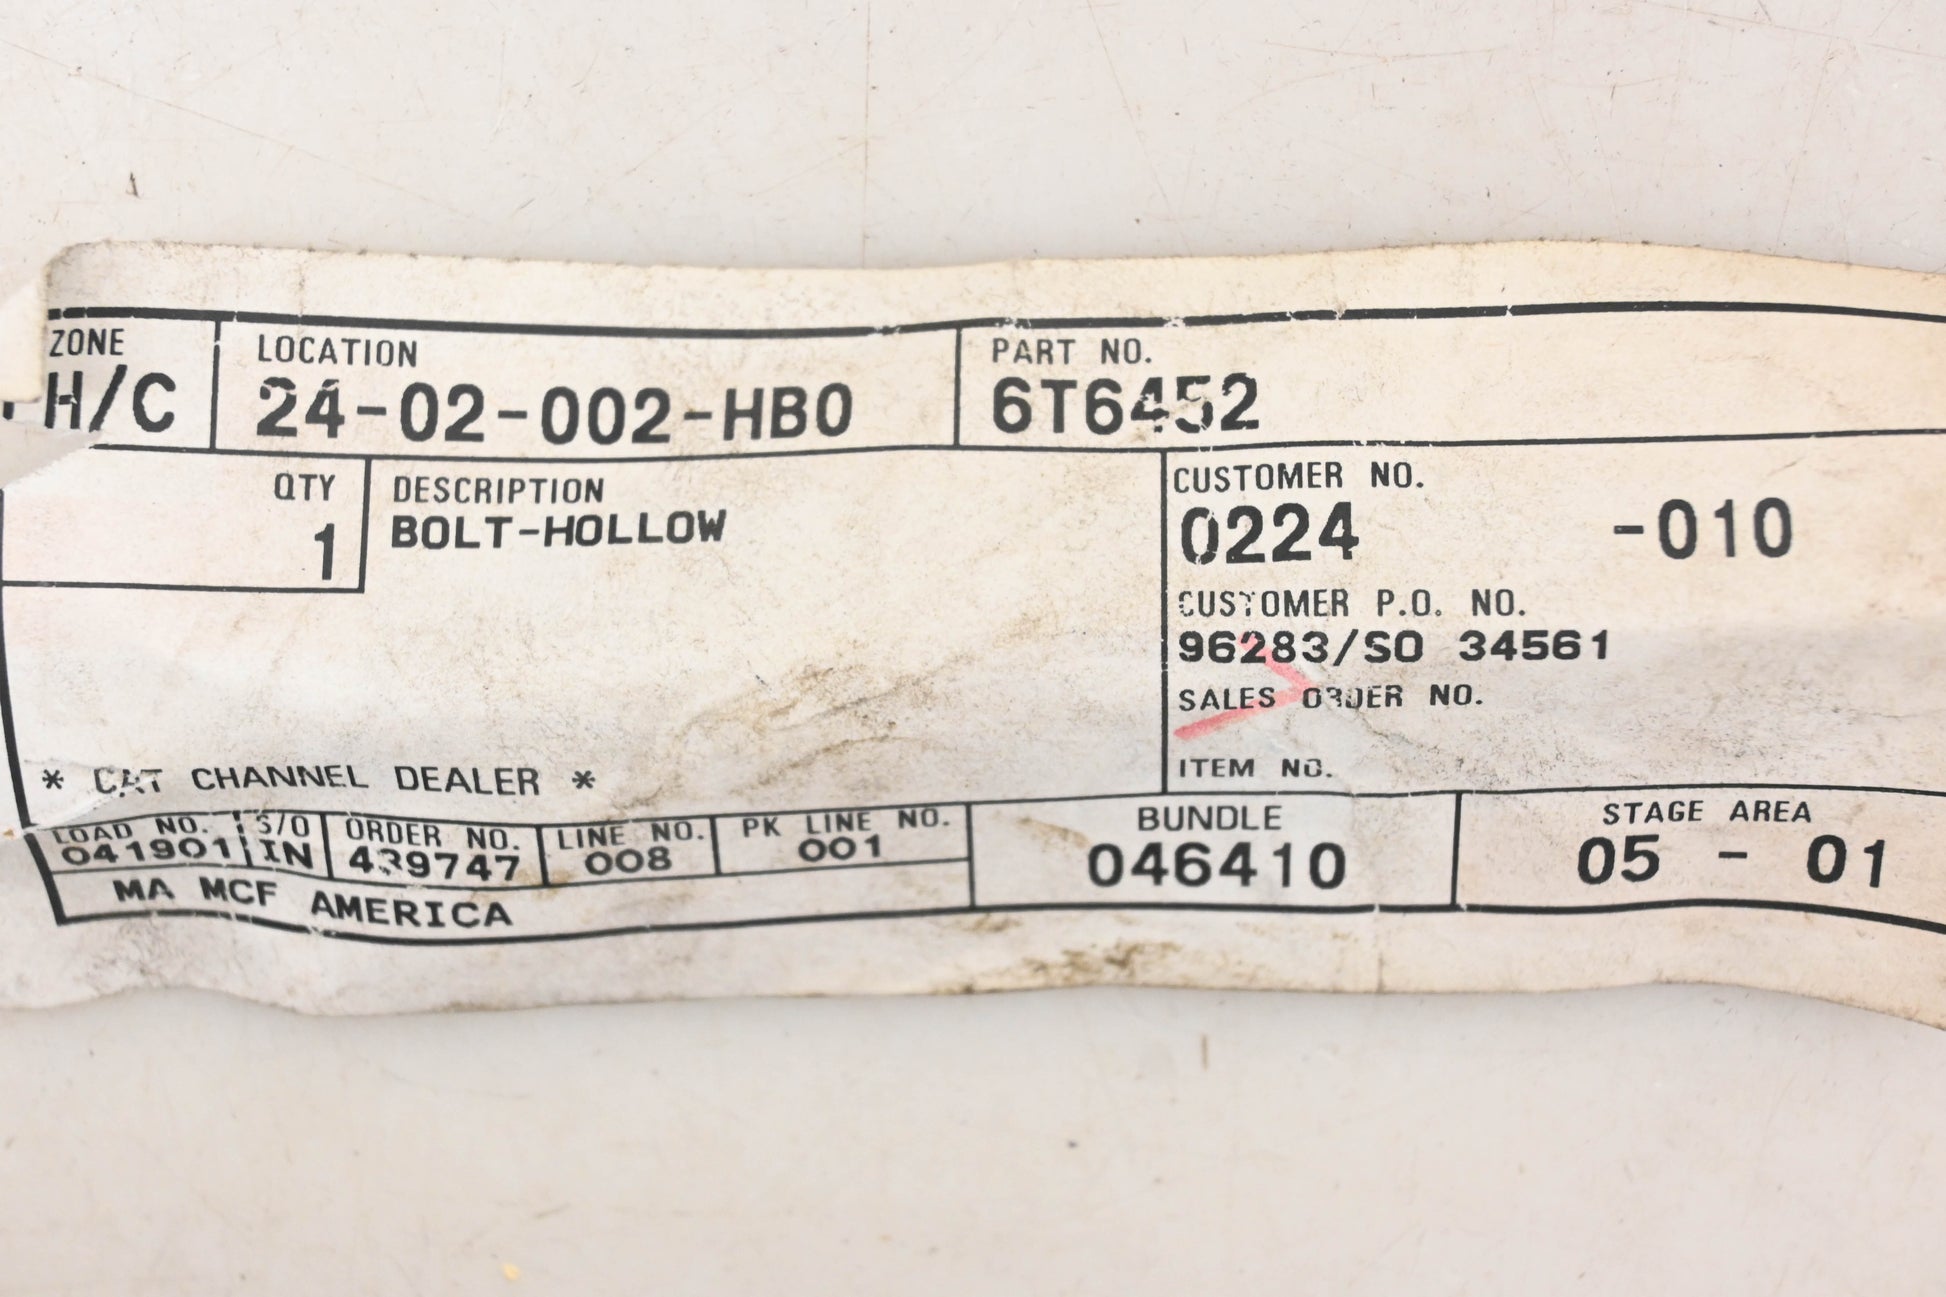 ZONE LOCATION PART NO.
H/C 24-02-002-HB0 6T6452
QTY DESCRIPTION CUSTOMER NO.
1 BOLT-HOLLOW 0224 -010
CUSTOMER P.O. NO.
96283/SO 34561
SALES ORDER NO.
* CAT CHANNEL DEALER * ITEM NO.
LOAD NO. S/O ORDER NO. LINE NO. PK LINE NO. BUNDLE STAGE AREA
041901 IN 439747 008 001 046410 05 - 01
MA MCF AMERICA